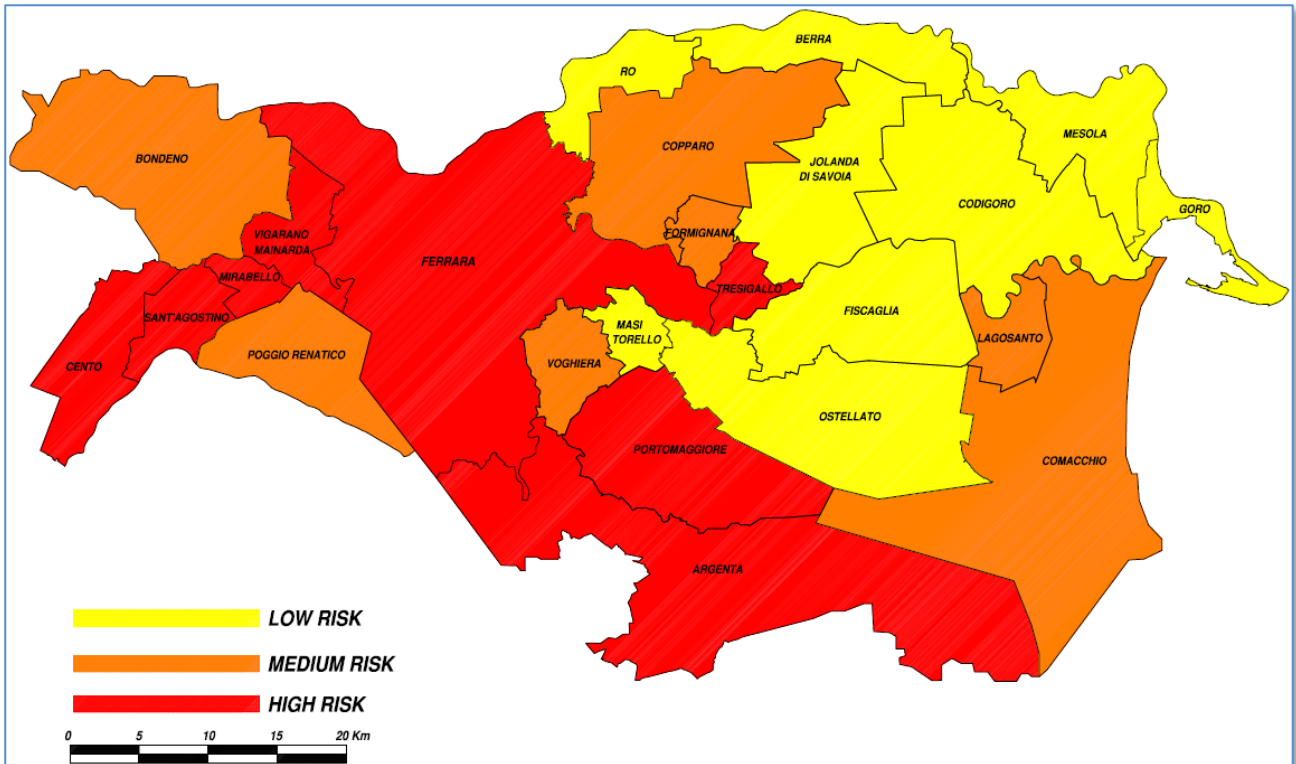 BERRA
RO
MESOLA
COPPARO
BONDENO
JOLANDA
DI SAVOIA
CODIGORO
GORO
VIGARANO
MAINARDA
FORMIGNANA
FERRARA
MIRABELLO
TRESIGALLO
SANT'AGOSTINO
FISCAGLIA
MASI
TORELLO
LAGOSANTO
POGGIO RENATICO
VOGHIERA
CENTO
OSTELLATO
PORTOMAGGIORE
COMACCHIO
ARGENTA
LOW RISK
MEDIUM RISK
HIGH RISK
0 5 10 15 20 Km